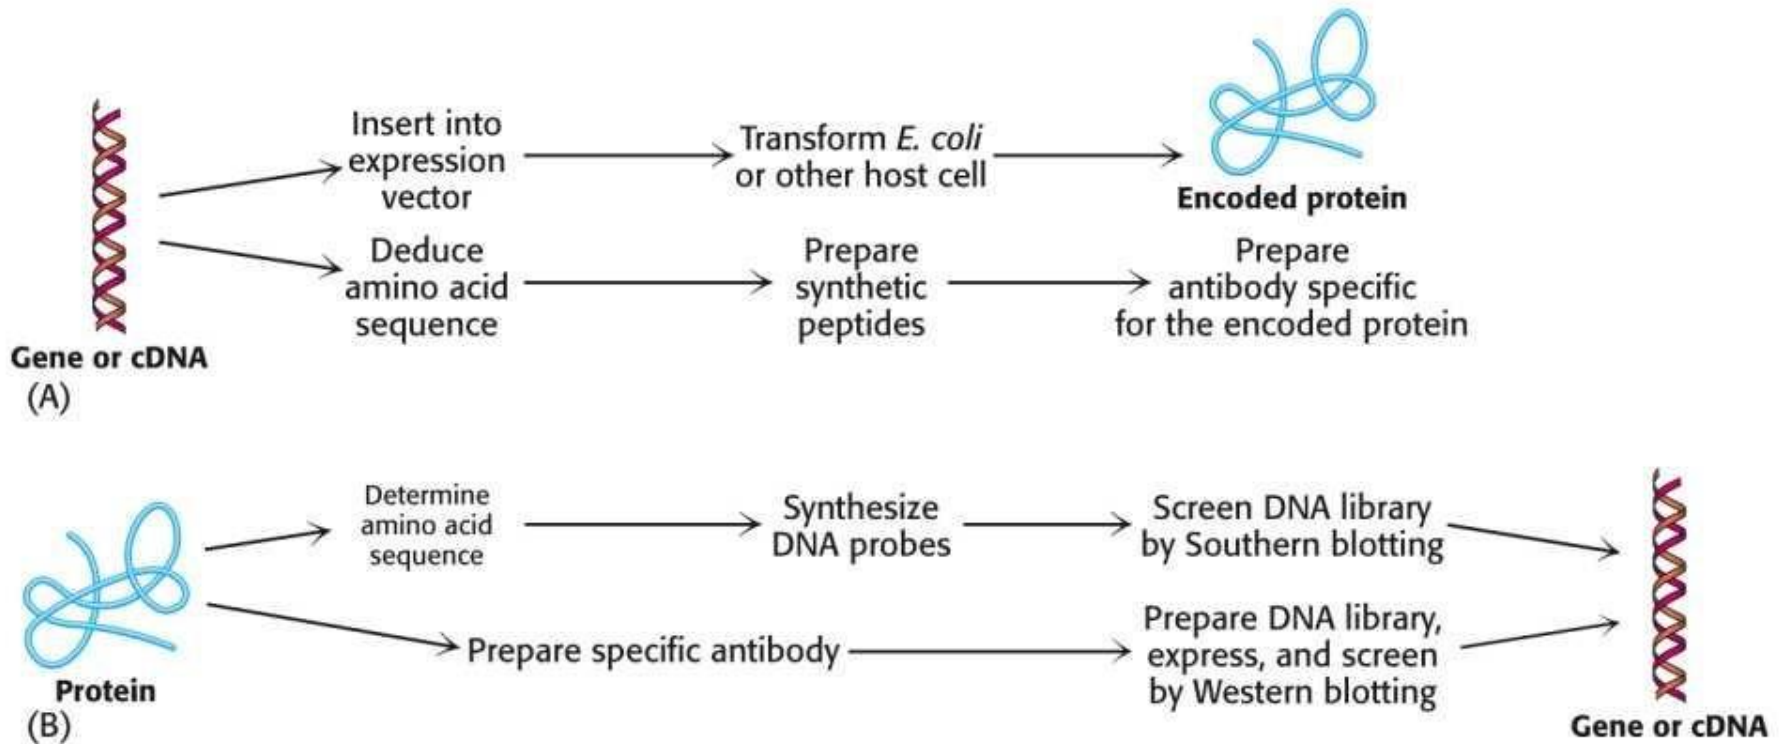 Insert into
expression
vector
Transform E. coli
or other host cell
Encoded protein
Deduce
amino acid
sequence
Prepare
synthetic
peptides
Prepare
antibody specific
for the encoded protein
Gene or cDNA
(A)
Determine
amino acid
sequence
Synthesize
DNA probes
Screen DNA library
by Southern blotting
Prepare specific antibody
Prepare DNA library,
express, and screen
by Western blotting
Protein
(B)
Gene or cDNA